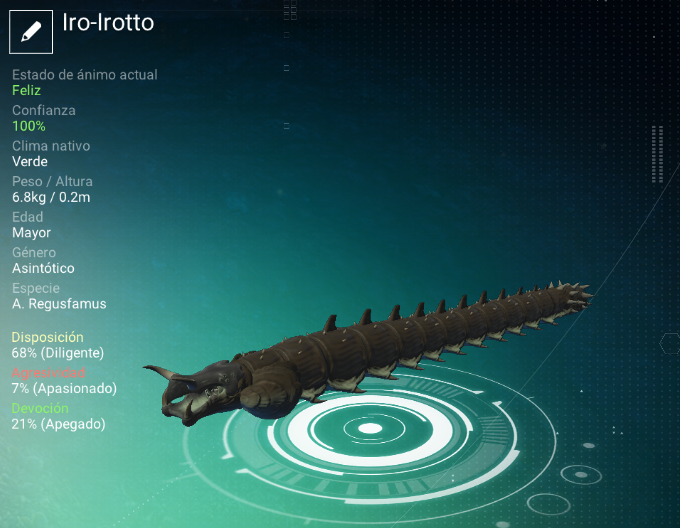 Iro-Irotto
Estado de ánimo actual
Feliz
Confianza
100%
Clima nativo
Verde
Peso / Altura
6.8kg / 0.2m
Edad
Mayor
Género
Asintótico
Especie
A. Regusfamus
Disposición
68% (Diligente)
Agresividad
7% (Apasionado)
Devoción
21% (Apegado)